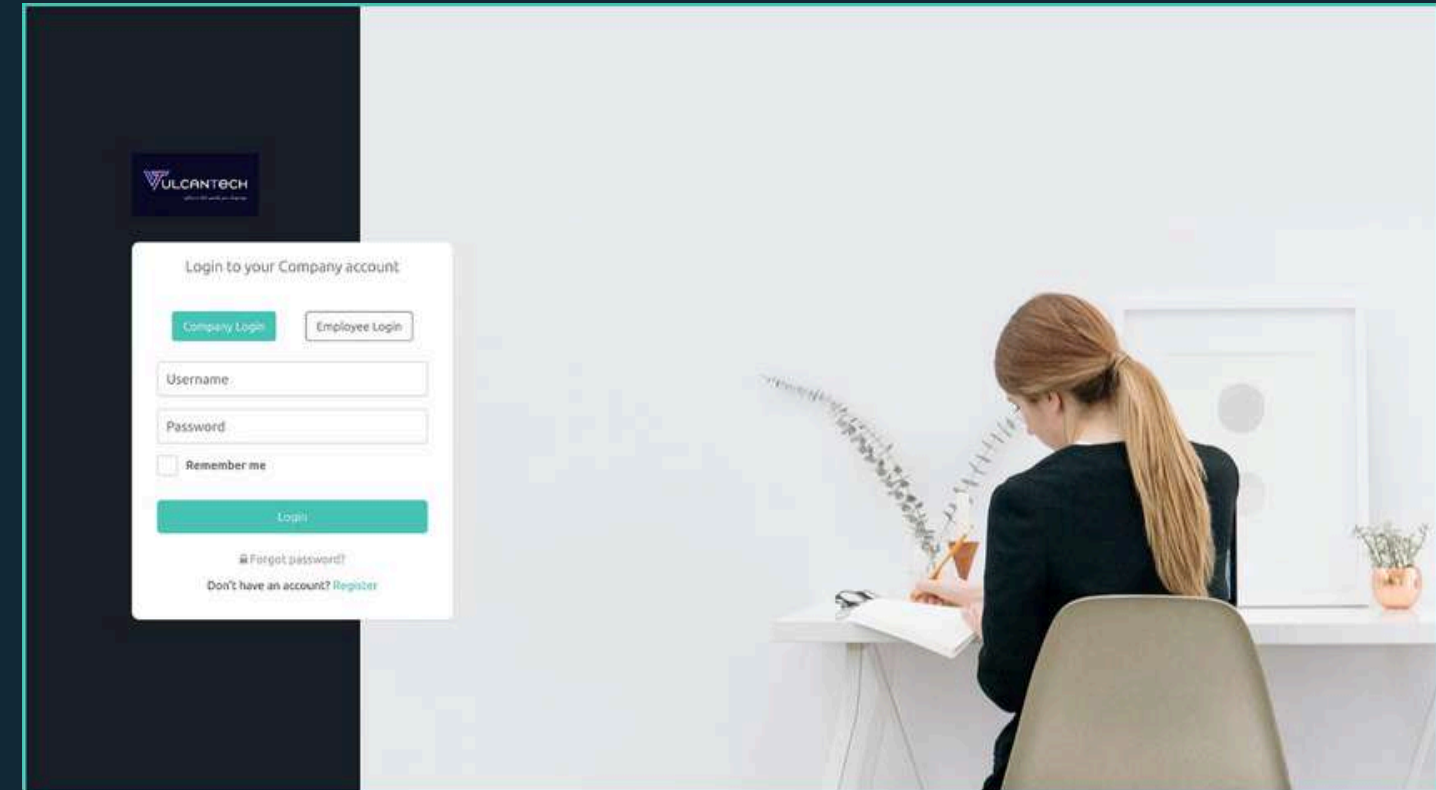 VULCANTECH
Login to your Company account
Company Login Employee Login
Username
Password
Remember me
Login
Forgot password?
Don't have an account? Register